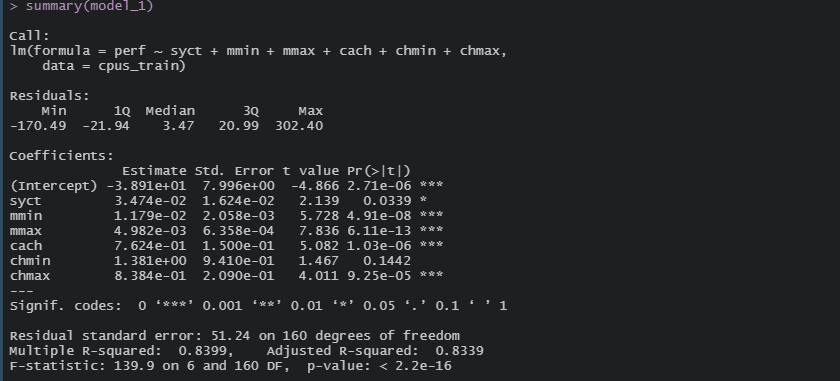 > summary(model_1)
Call:
lm(formula = perf ~ syct + mmin + mmax + cach + chmin + chmax,
    data = cpus_train)
Residuals:
    Min      1Q  Median      3Q     Max
-170.49  -21.94    3.47   20.99  302.40
Coefficients:
              Estimate Std. Error t value Pr(>|t|)
(Intercept) -3.891e+01  7.996e+00  -4.866 2.71e-06 ***
syct         3.474e-02  1.624e-02   2.139   0.0339 *
mmin         1.179e-02  2.058e-03   5.728 4.91e-08 ***
mmax         4.982e-03  6.358e-04   7.836 6.11e-13 ***
cach         7.624e-01  1.500e-01   5.082 1.03e-06 ***
chmin        1.381e+00  9.410e-01   1.467   0.1442
chmax        8.384e-01  2.090e-01   4.011 9.25e-05 ***
---
Signif. codes:  0 ‘***’ 0.001 ‘**’ 0.01 ‘*’ 0.05 ‘.’ 0.1 ‘ ’ 1
Residual standard error: 51.24 on 160 degrees of freedom
Multiple R-squared:  0.8399,    Adjusted R-squared:  0.8339
F-statistic: 139.9 on 6 and 160 DF,  p-value: < 2.2e-16